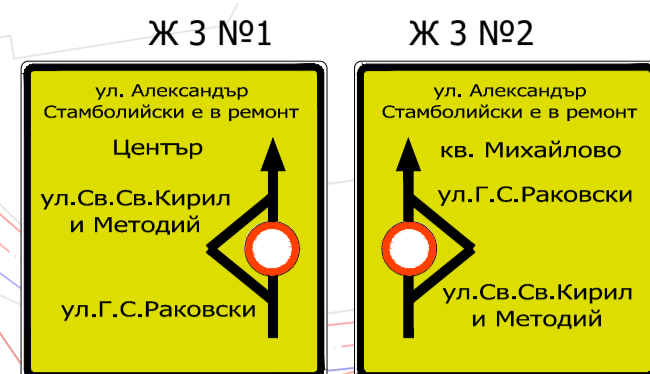 Ж 3 №1
ул. Александър
Стамболийски е в ремонт
Център
ул.Св.Св.Кирил
и Методий
ул.Г.С.Раковски
Ж 3 №2
ул. Александър
Стамболийски е в ремонт
кв. Михайлово
ул.Г.С.Раковски
ул.Св.Св.Кирил
и Методий